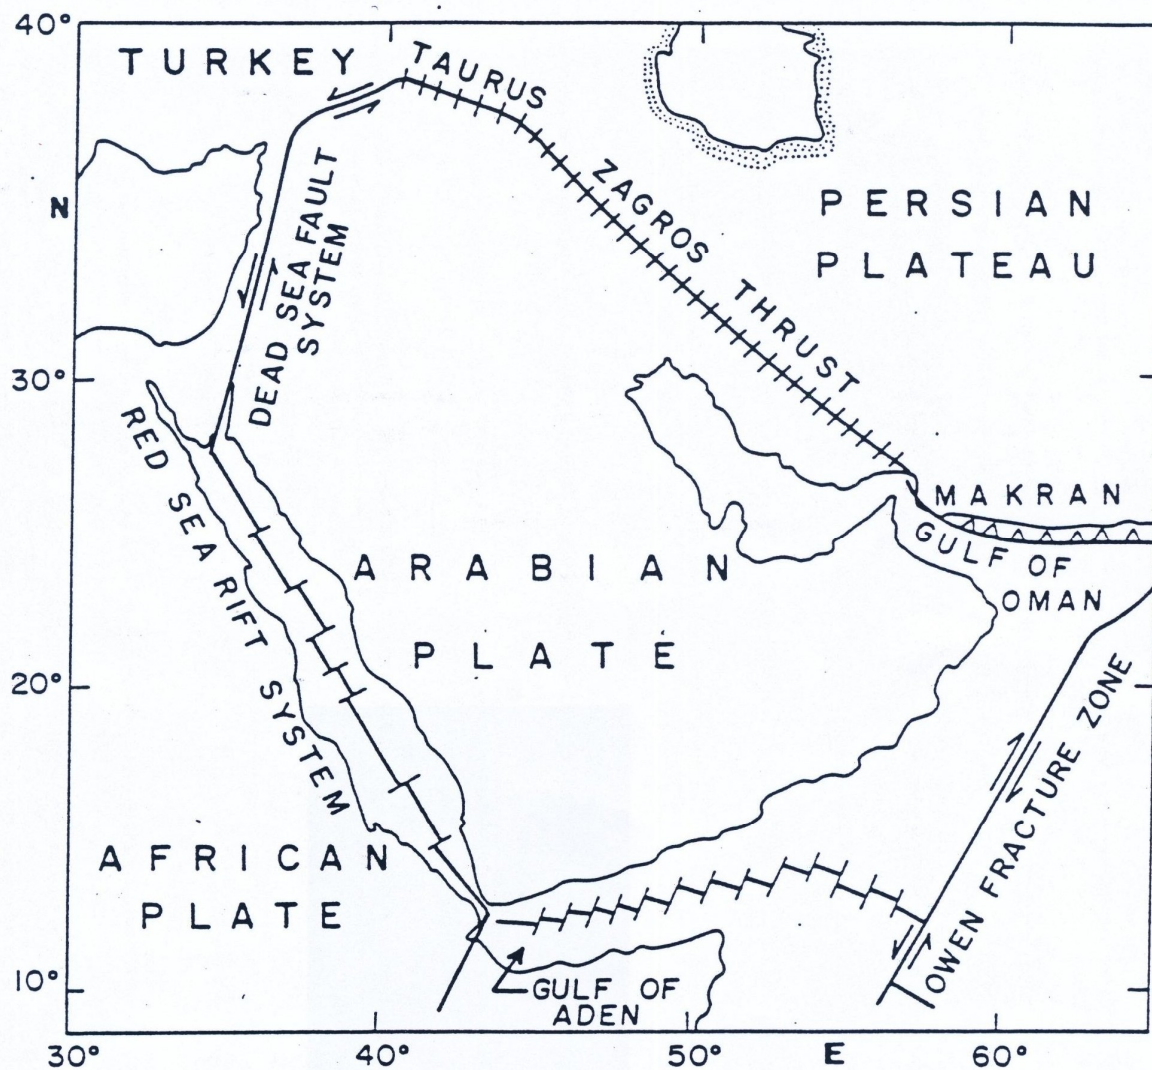 40°
TURKEY
TAURUS
ZAGROS THRUST
N
PERSIAN
PLATEAU
DEAD SEA FAULT
SYSTEM
30°
RED SEA RIFT SYSTEM
MAKRAN
GULF OF
OMAN
ARABIAN
PLATE
20°
OWEN FRACTURE ZONE
AFRICAN
PLATE
10°
GULF OF
ADEN
30°
40°
50°
E
60°